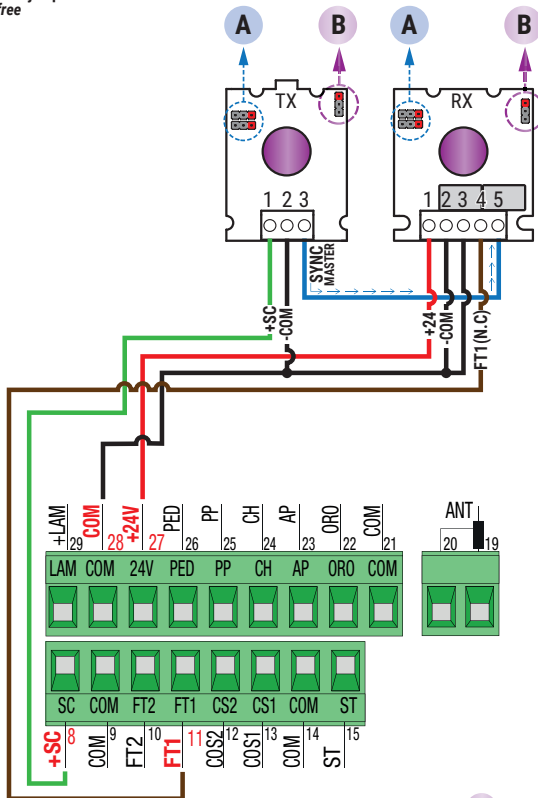 free
A B A B
TX RX
1 2 3 1 2 3 4 5
SYNC
MASTER
+SC
-COM
+24
-COM
FT1(N.C)
+LAM COM +24V PED PP CH AP ORO COM ANT
29 28 27 26 25 24 23 22 21 20 19
LAM COM 24V PED PP CH AP ORO COM
SC COM FT2 FT1 CS2 CS1 COM ST
+SC COM FT2 FT1 COS2 COS1 COM ST
8 9 10 11 12 13 14 15